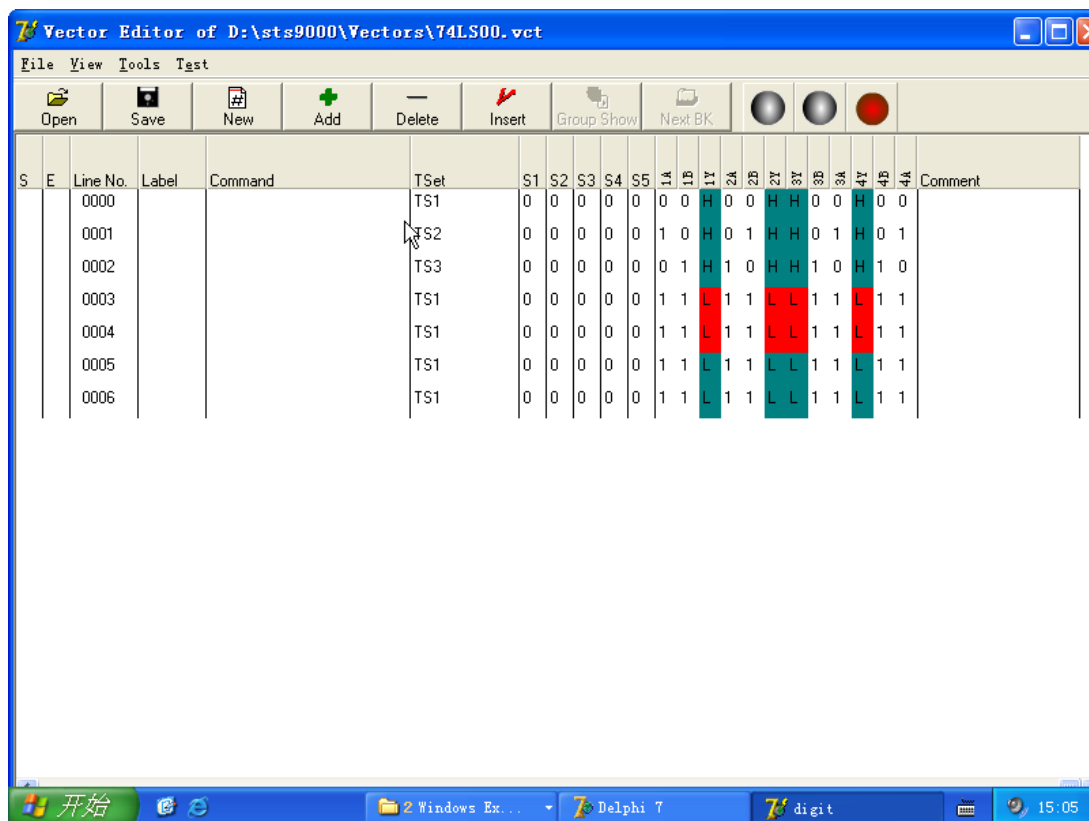 Vector Editor of D:\sts9000\Vectors\74LS00.vct
File View Tools Test
Open Save New Add Delete Insert Group Show Next BK
S E Line No. Label Command TSet S1 S2 S3 S4 S5 1A 1B 1Y 2A 2B 2Y 3Y 3B 3A 4Y 4B 4A Comment
0000 TS1 0 0 0 0 0 0 0 H 0 0 H H 0 0 H 0 0
0001 TS2 0 0 0 0 0 1 0 H 0 1 H H 0 1 H 0 1
0002 TS3 0 0 0 0 0 0 1 H 1 0 H H 1 0 H 1 0
0003 TS1 0 0 0 0 0 1 1 L 1 1 L L 1 1 L 1 1
0004 TS1 0 0 0 0 0 1 1 L 1 1 L L 1 1 L 1 1
0005 TS1 0 0 0 0 0 1 1 L 1 1 L L 1 1 L 1 1
0006 TS1 0 0 0 0 0 1 1 L 1 1 L L 1 1 L 1 1
开始 2 Windows Ex... Delphi 7 digit 15:05